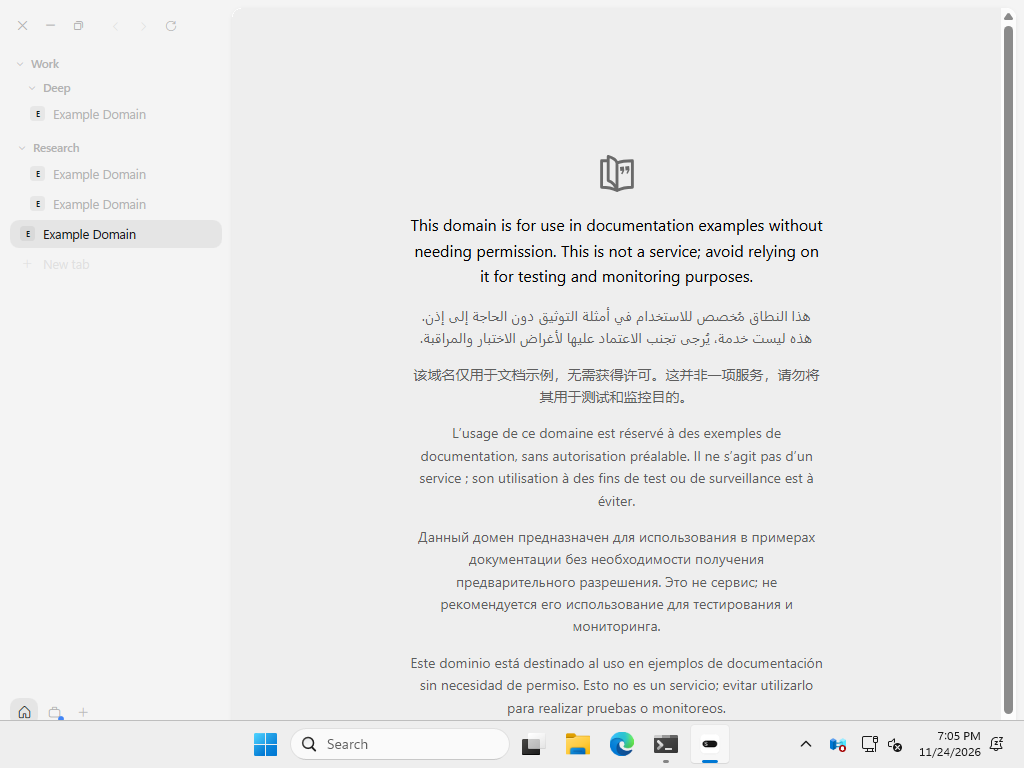 Work
Deep
E Example Domain
Research
E Example Domain
E Example Domain
E Example Domain
New tab
This domain is for use in documentation examples without
needing permission. This is not a service; avoid relying on
it for testing and monitoring purposes.
هذا النطاق مُخصص للاستخدام في أمثلة التوثيق دون الحاجة إلى إذن.
هذه ليست خدمة، يُرجى تجنب الاعتماد عليها لأغراض الاختبار والمراقبة.
该域名仅用于文档示例，无需获得许可。这并非一项服务，请勿将
其用于测试和监控目的。
L’usage de ce domaine est réservé à des exemples de
documentation, sans autorisation préalable. Il ne s’agit pas d’un
service ; son utilisation à des fins de test ou de surveillance est à
éviter.
Данный домен предназначен для использования в примерах
документации без необходимости получения
предварительного разрешения. Это не сервис; не
рекомендуется его использование для тестирования и
мониторинга.
Este dominio está destinado al uso en ejemplos de documentación
sin necesidad de permiso. Esto no es un servicio; evitar utilizarlo
para realizar pruebas o monitoreos.
Search
7:05 PM
11/24/2026